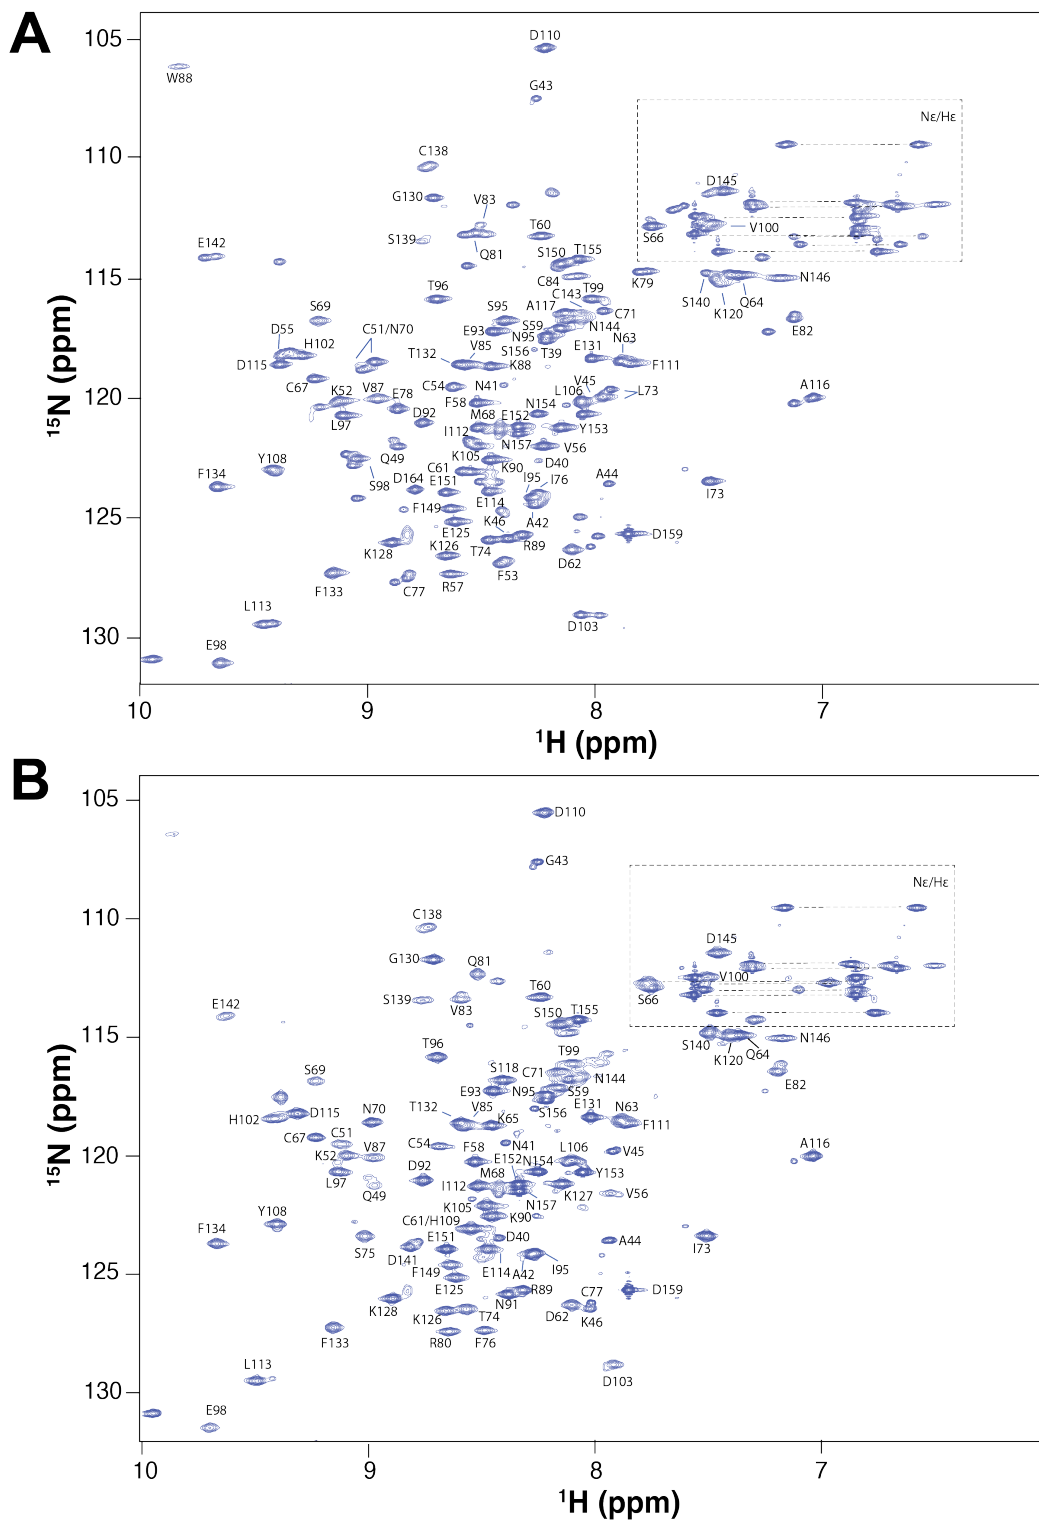 A
105
D110
W88
G43
Nε/Hε
110
C138
D145
G130
V83
E142
S139
Q81
T60
S66
V100
S150
T155
115
C84
K79
N146
T96
C143
T99
S140
Q64
K120
S69
S95
A117
C71
E82
D55
C51/N70
E93
S59
N95
N144
H102
V85
S156
T39
E131
N63
D115
T132
K88
F111
C67
K52
V87
E78
C54
N41
V45
L106
L73
A116
120
F58
N154
L97
D92
M68
E152
Y153
I112
N157
V56
Q49
K105
K90
D40
Y108
S98
C61
I95
A44
F134
D164
E151
I76
I73
E114
125
F149
K46
A42
E125
R89
D159
K128
K126
T74
D62
F133
C77
R57
F53
L113
D103
130
E98
10
9
8
7
¹H (ppm)
¹⁵N (ppm)
B
105
D110
G43
Nε/Hε
110
C138
D145
G130
Q81
S66
V100
E142
S139
V83
T60
S150
T155
115
S140
N146
K120
Q64
T96
T99
S69
S118
C71
N144
E82
E93
N95
S59
H102
D115
N70
T132
V85
K65
S156
E131
N63
F111
C67
C51
K52
V87
C54
F58
N41
L106
V45
A116
120
E152
N154
L97
D92
M68
Y153
Q49
I112
K127
V56
N157
K105
K90
Y108
C61/H109
F134
S75
E151
D40
A44
I73
D141
F149
E114
A42
I95
125
E125
R89
C77
D159
K128
N91
K126
T74
D62
K46
F133
R80
F76
L113
D103
130
E98
10
9
8
7
¹H (ppm)
¹⁵N (ppm)